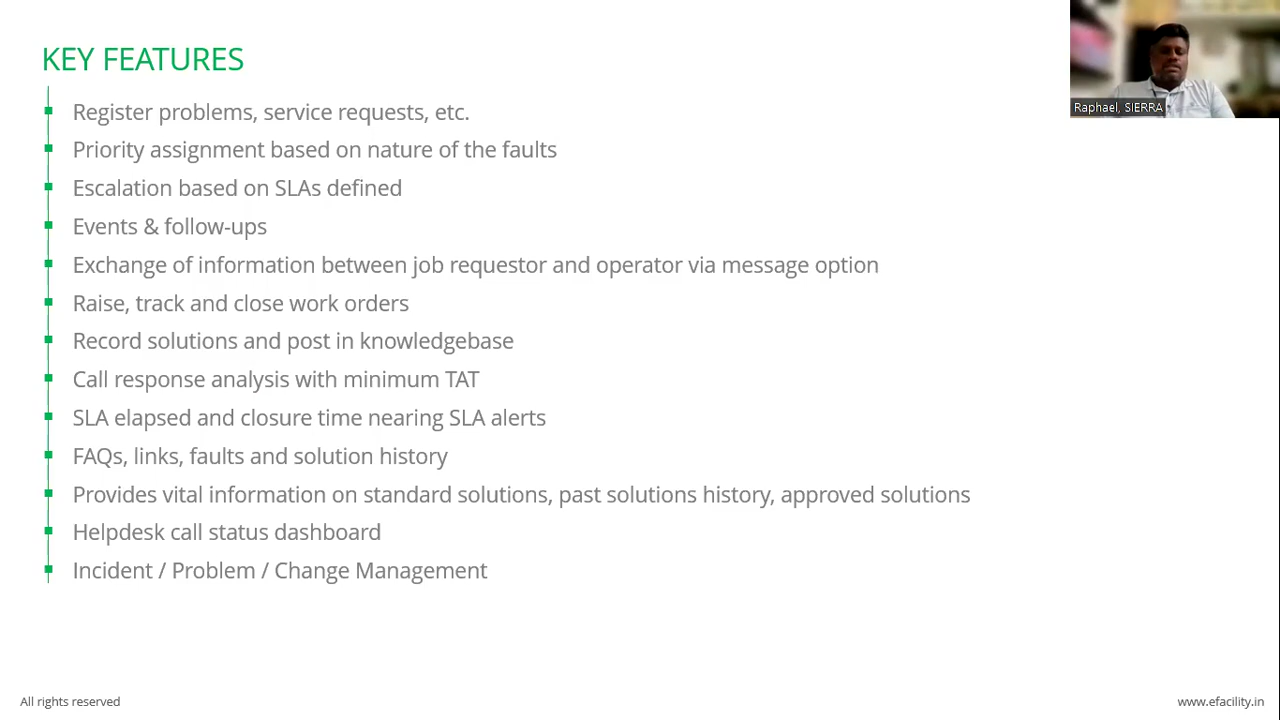 KEY FEATURES
Raphael, SIERRA
Register problems, service requests, etc.
Priority assignment based on nature of the faults
Escalation based on SLAs defined
Events & follow-ups
Exchange of information between job requestor and operator via message option
Raise, track and close work orders
Record solutions and post in knowledgebase
Call response analysis with minimum TAT
SLA elapsed and closure time nearing SLA alerts
FAQs, links, faults and solution history
Provides vital information on standard solutions, past solutions history, approved solutions
Helpdesk call status dashboard
Incident / Problem / Change Management
All rights reserved
www.efacility.in